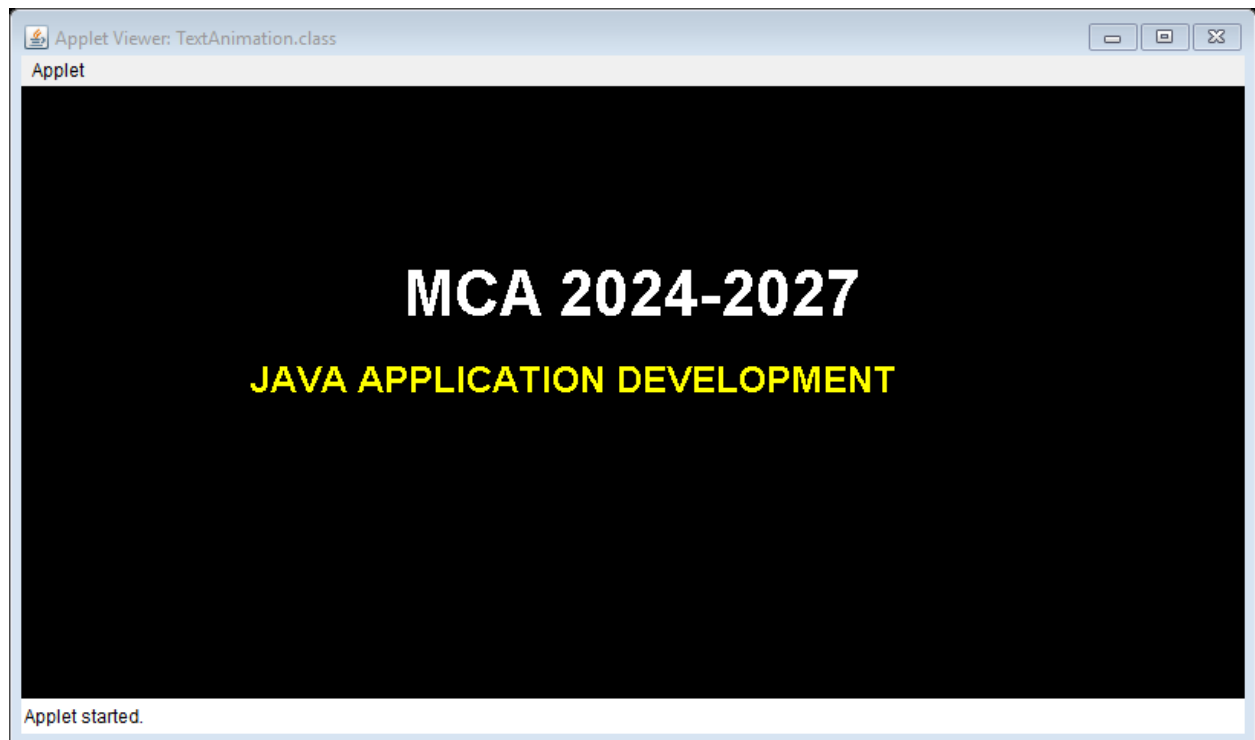 Applet Viewer: TextAnimation.class
Applet
MCA 2024-2027
JAVA APPLICATION DEVELOPMENT
Applet started.